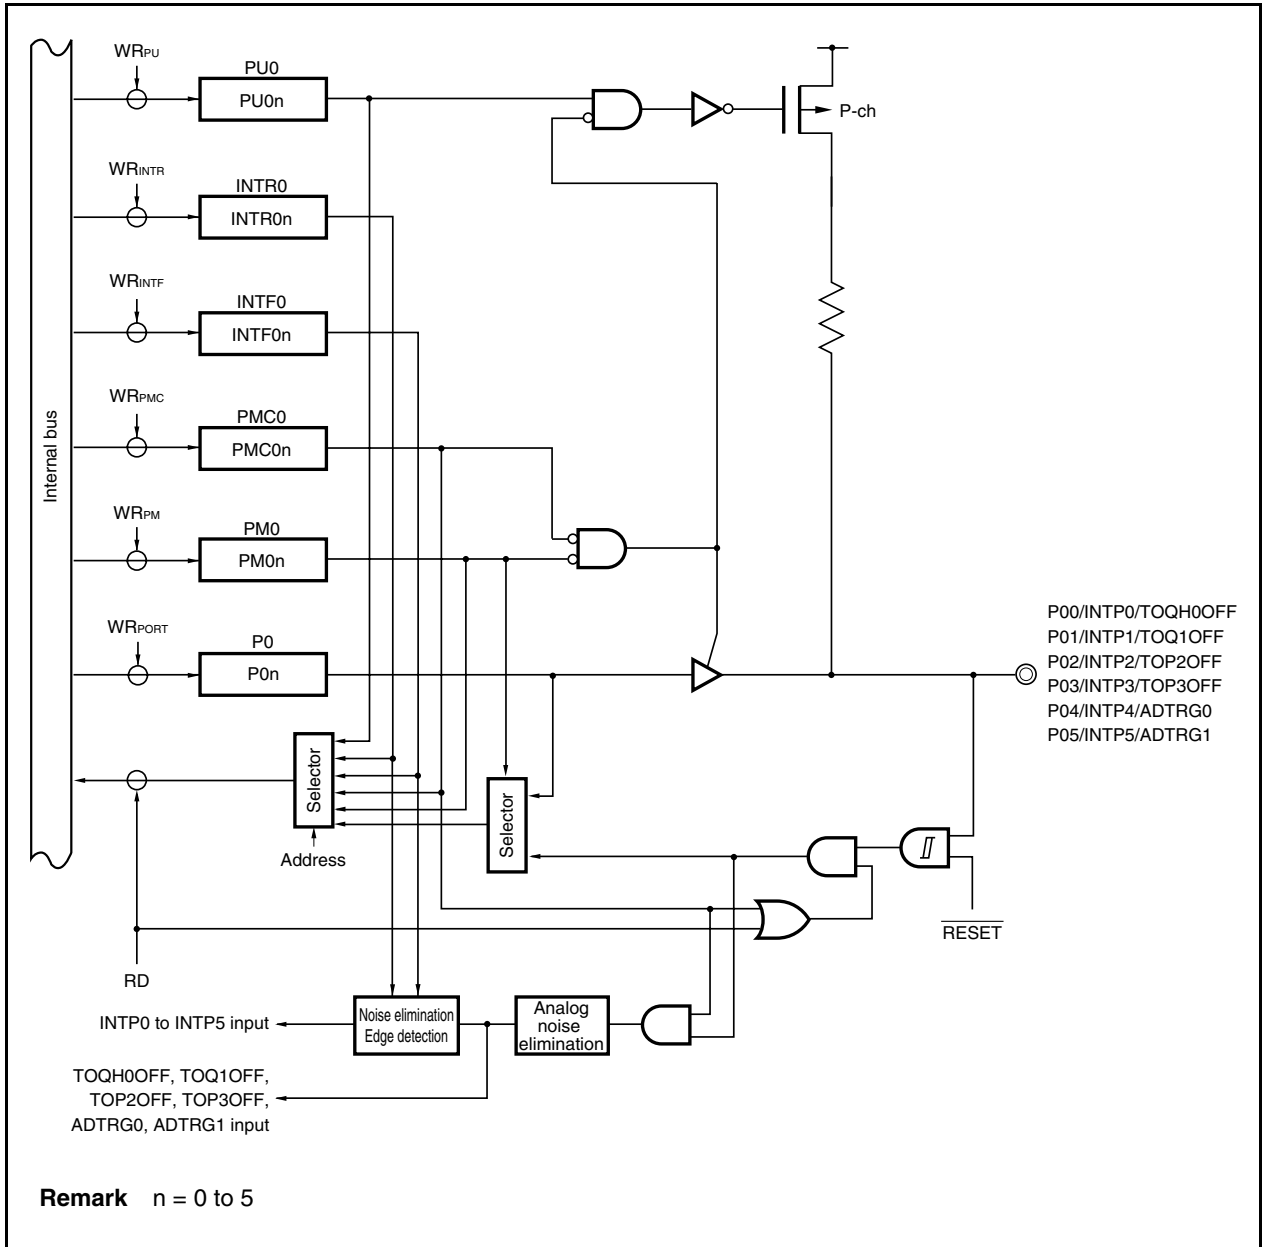 WRPU
PU0
PU0n
P-ch
WRINTR
INTR0
INTR0n
WRINTF
INTF0
INTF0n
WRPMC
PMC0
PMC0n
Internal bus
WRPM
PM0
PM0n
WRPORT
P0
P0n
P00/INTP0/TOQH0OFF
P01/INTP1/TOQ1OFF
P02/INTP2/TOP2OFF
P03/INTP3/TOP3OFF
P04/INTP4/ADTRG0
P05/INTP5/ADTRG1
Selector
Selector
Address
RESET
RD
Noise elimination
Edge detection
Analog
noise
elimination
INTP0 to INTP5 input
TOQH0OFF, TOQ1OFF,
TOP2OFF, TOP3OFF,
ADTRG0, ADTRG1 input
Remark n = 0 to 5